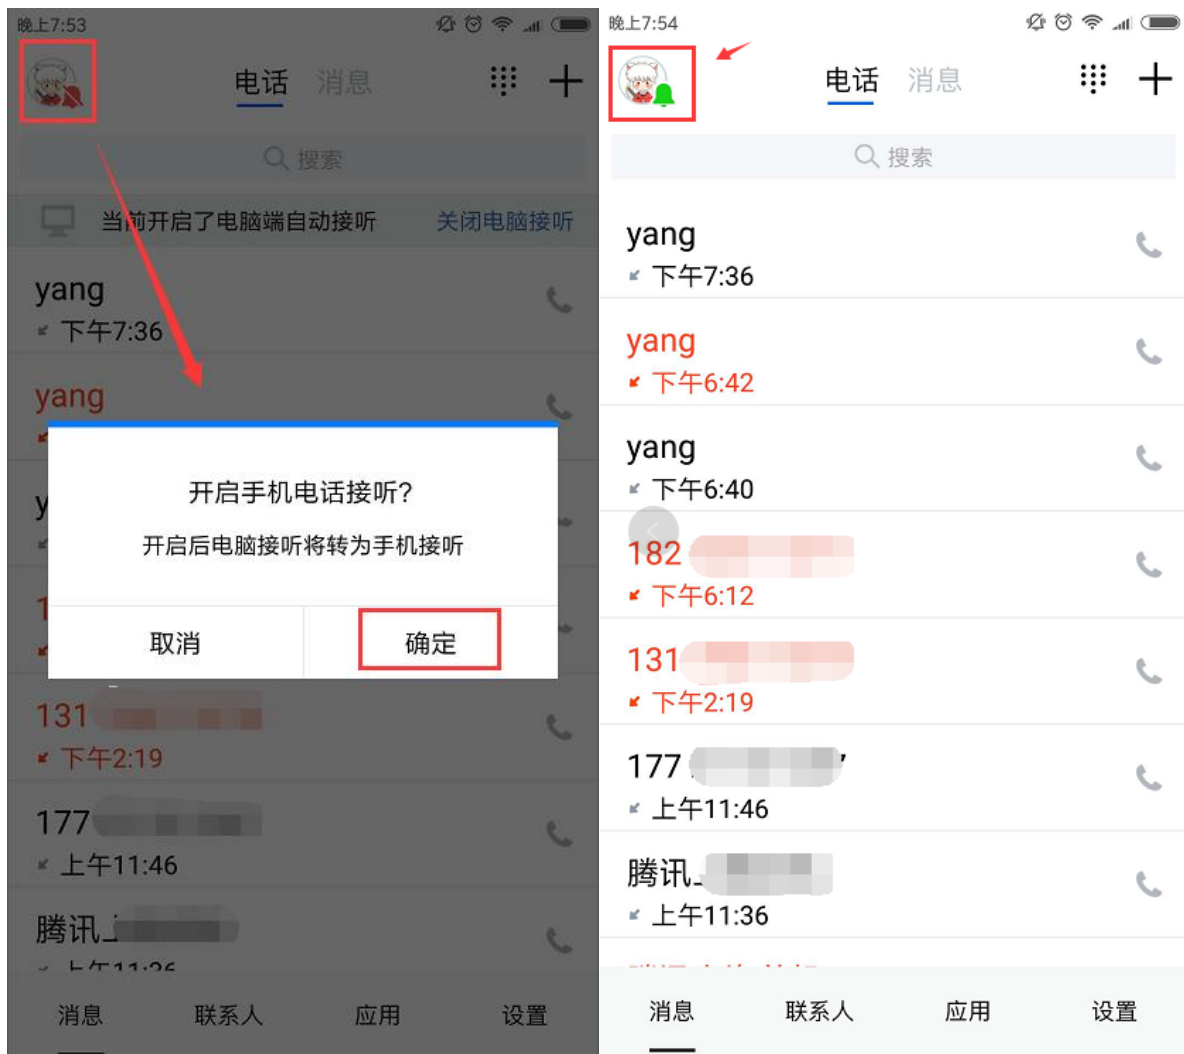 晚上7:53
电话 消息
搜索
当前开启了电脑端自动接听 关闭电脑接听
yang
下午7:36
yang
开启手机电话接听?
开启后电脑接听将转为手机接听
取消 确定
131
下午2:19
177
上午11:46
腾讯
上午11:36
消息 联系人 应用 设置
晚上7:54
电话 消息
搜索
yang
下午7:36
yang
下午6:42
yang
下午6:40
182
下午6:12
131
下午2:19
177
上午11:46
腾讯
上午11:36
消息 联系人 应用 设置